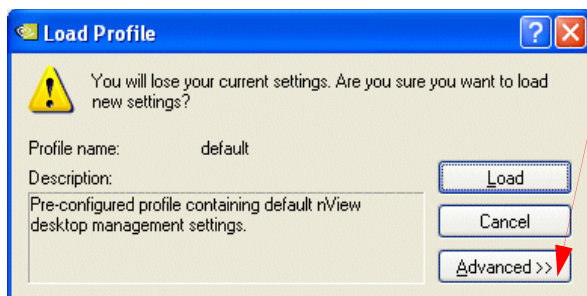 Load Profile
You will lose your current settings. Are you sure you want to load
new settings?
Profile name: default
Description:
Pre-configured profile containing default nView
desktop management settings.
Load
Cancel
Advanced >>